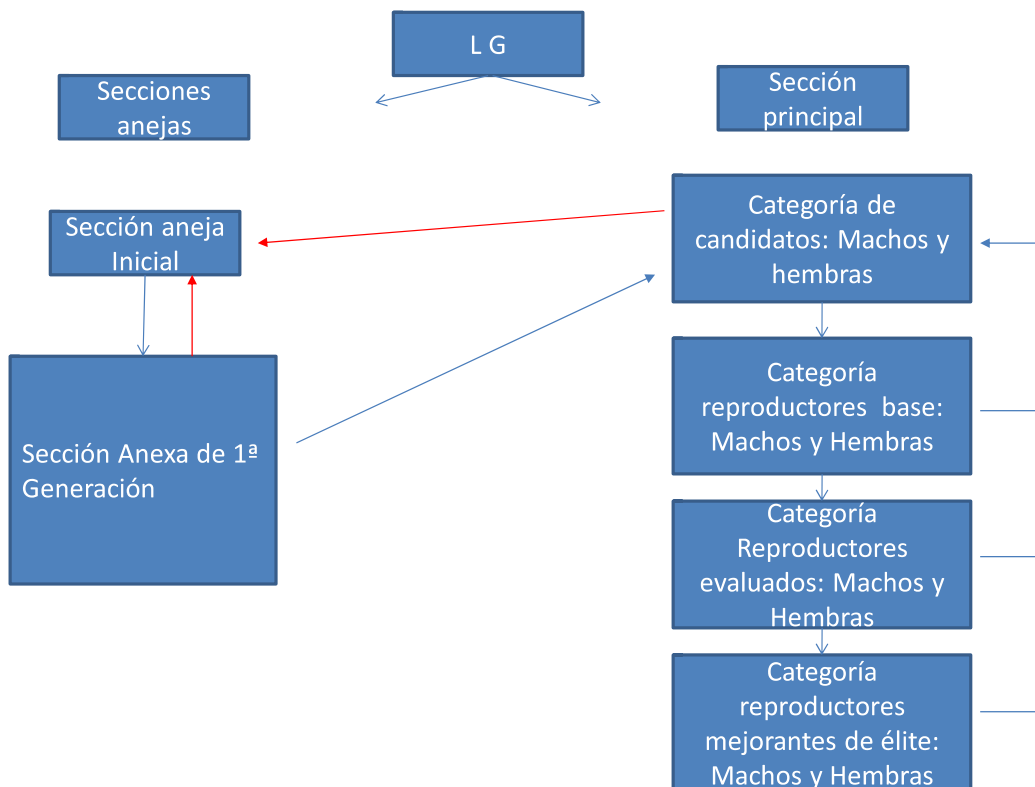 L G
Secciones
anejas
Sección
principal
Sección aneja
Inicial
Categoría de
candidatos: Machos y
hembras
Sección Anexa de 1ª
Generación
Categoría
reproductores base:
Machos y Hembras
Categoría
Reproductores
evaluados: Machos y
Hembras
Categoría
reproductores
mejorantes de élite:
Machos y Hembras